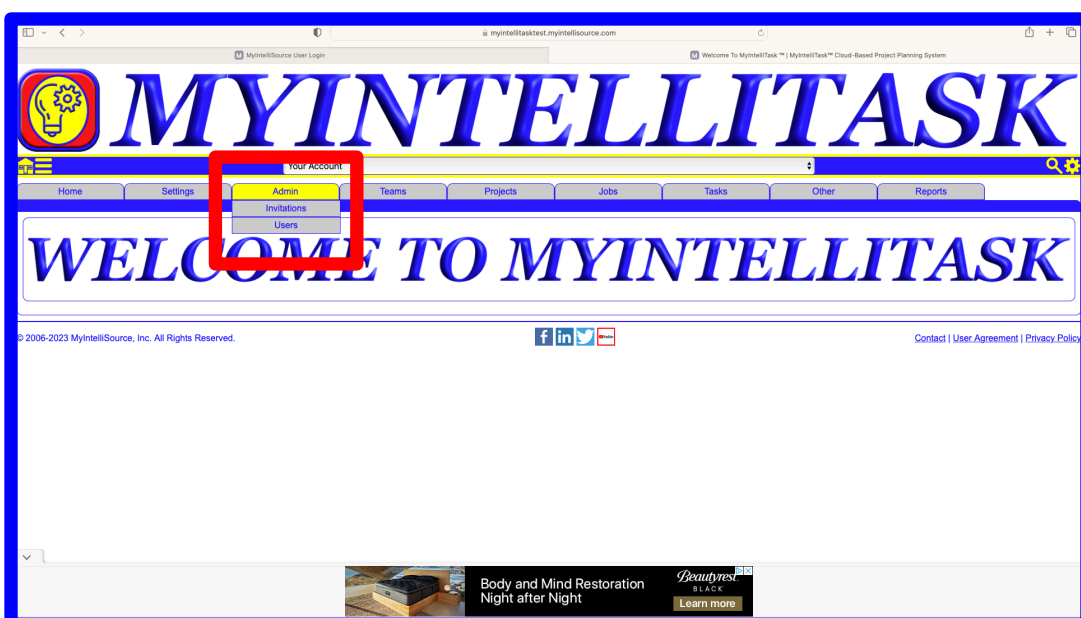 myintellitasktest.myintellisource.com
M MyIntelliSource User Login
M Welcome To MyIntelliTask ™ | MyIntelliTask™ Cloud-Based Project Planning System
MYINTELLITASK
Your Account
Home Settings Admin Teams Projects Jobs Tasks Other Reports
Invitations
Users
WELCOME TO MYINTELLITASK
© 2006-2023 MyIntelliSource, Inc. All Rights Reserved.
f in
Contact | User Agreement | Privacy Policy
Body and Mind Restoration
Night after Night
Beautyrest
BLACK
Learn more